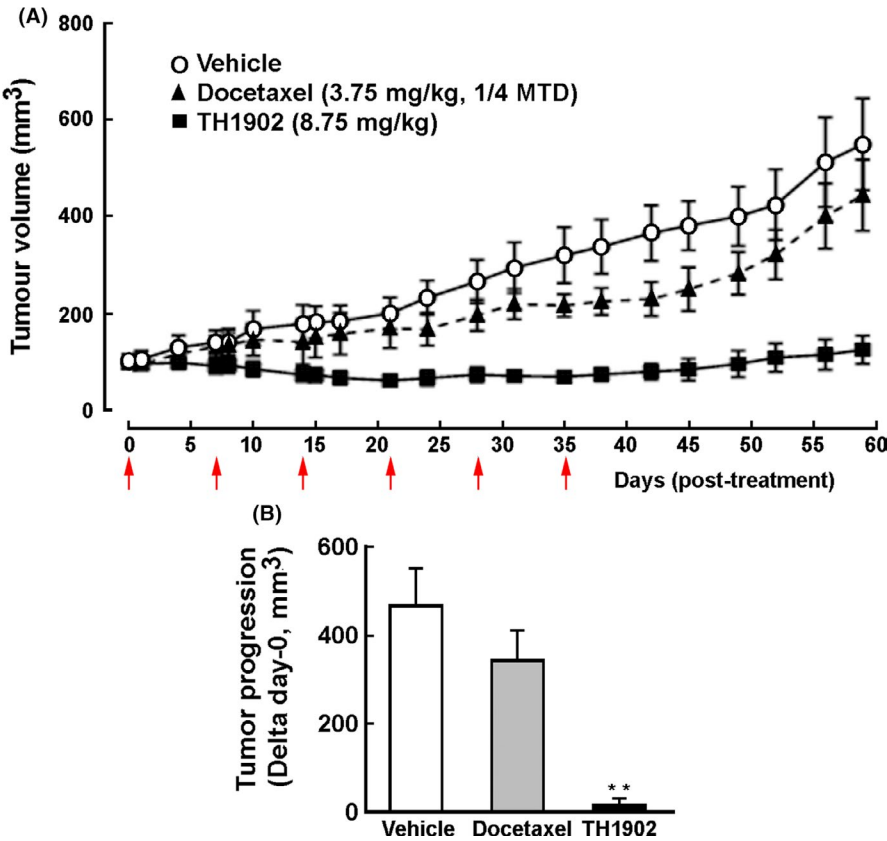 (A)
800
600
400
200
0
Tumour volume (mm³)
Vehicle
Docetaxel (3.75 mg/kg, 1/4 MTD)
TH1902 (8.75 mg/kg)
0 5 10 15 20 25 30 35 40 45 50 55 60
Days (post-treatment)
(B)
600
400
200
0
Tumor progression
(Delta day-0, mm³)
**
Vehicle Docetaxel TH1902